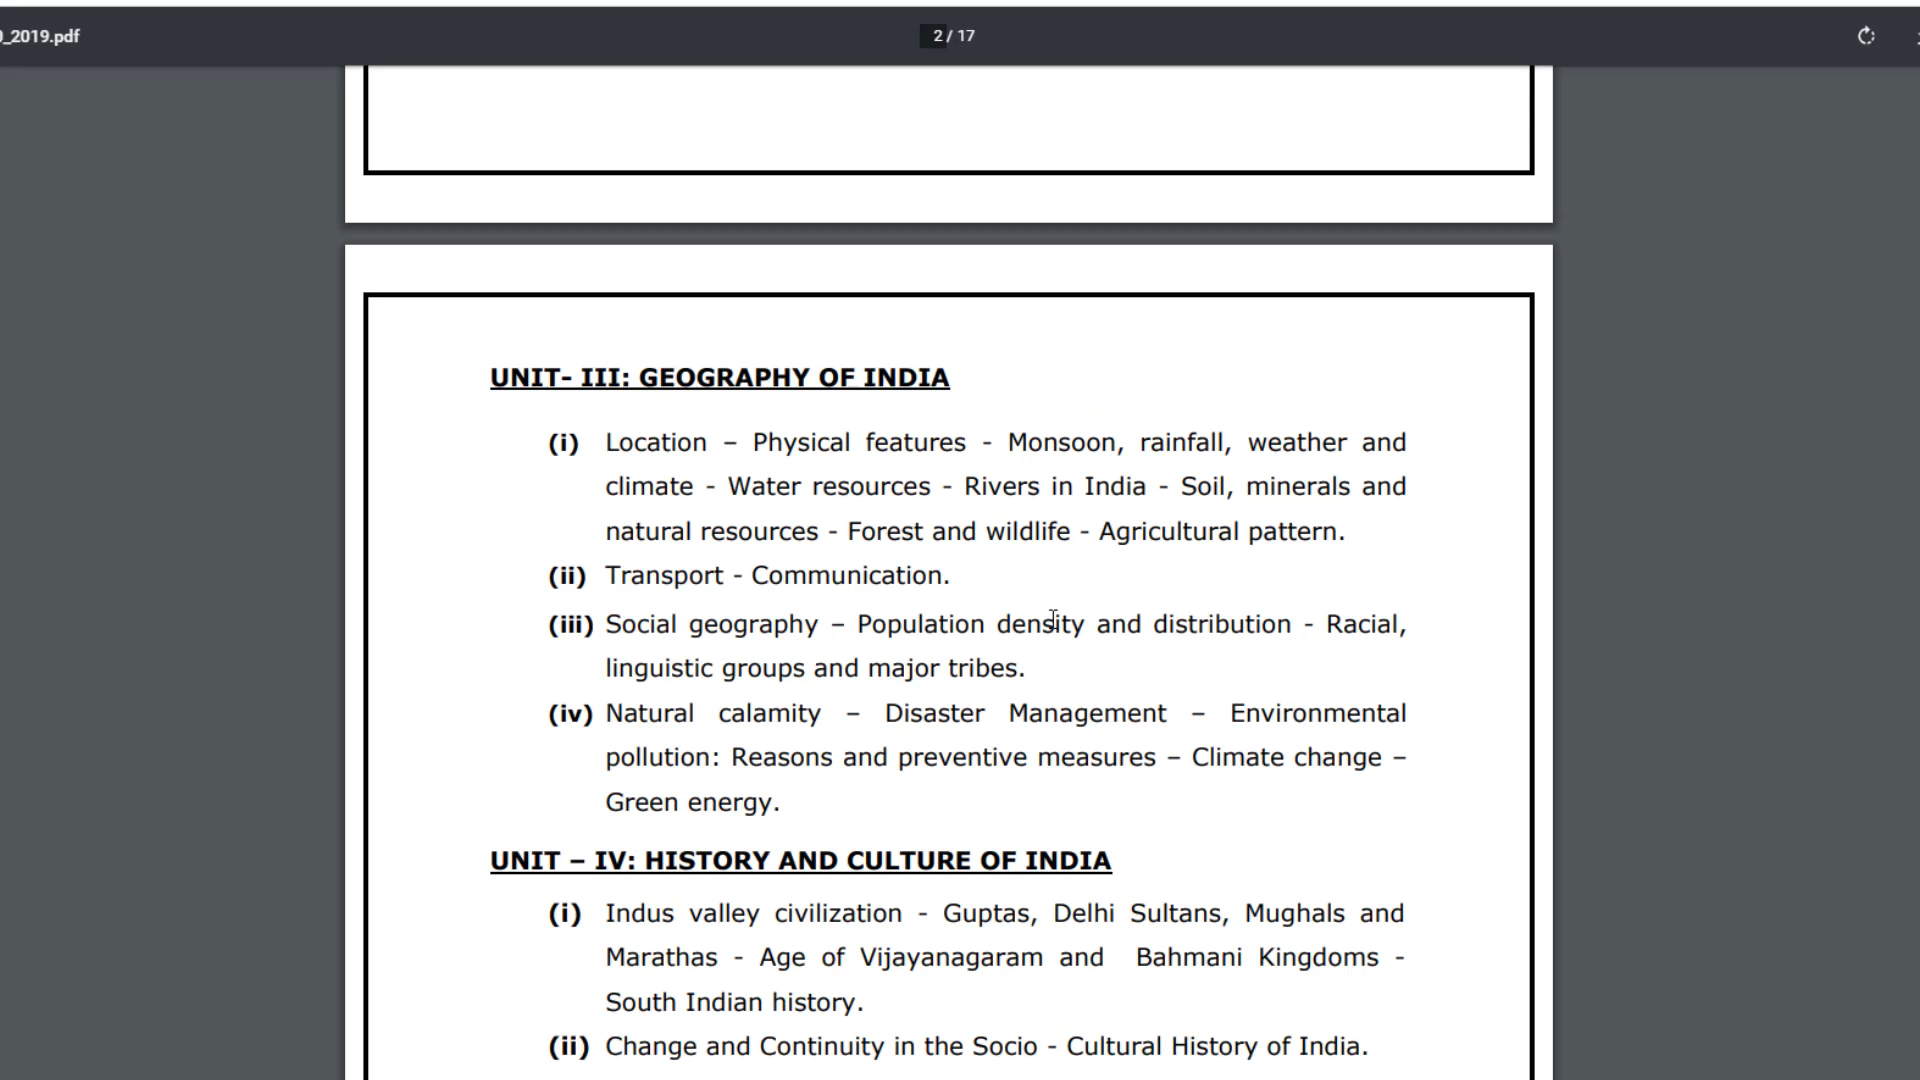 0_2019.pdf
2 / 17
UNIT- III: GEOGRAPHY OF INDIA
(i) Location – Physical features - Monsoon, rainfall, weather and
climate - Water resources - Rivers in India - Soil, minerals and
natural resources - Forest and wildlife - Agricultural pattern.
(ii) Transport - Communication.
(iii) Social geography – Population density and distribution - Racial,
linguistic groups and major tribes.
(iv) Natural calamity – Disaster Management – Environmental
pollution: Reasons and preventive measures – Climate change –
Green energy.
UNIT – IV: HISTORY AND CULTURE OF INDIA
(i) Indus valley civilization - Guptas, Delhi Sultans, Mughals and
Marathas - Age of Vijayanagaram and Bahmani Kingdoms -
South Indian history.
(ii) Change and Continuity in the Socio - Cultural History of India.